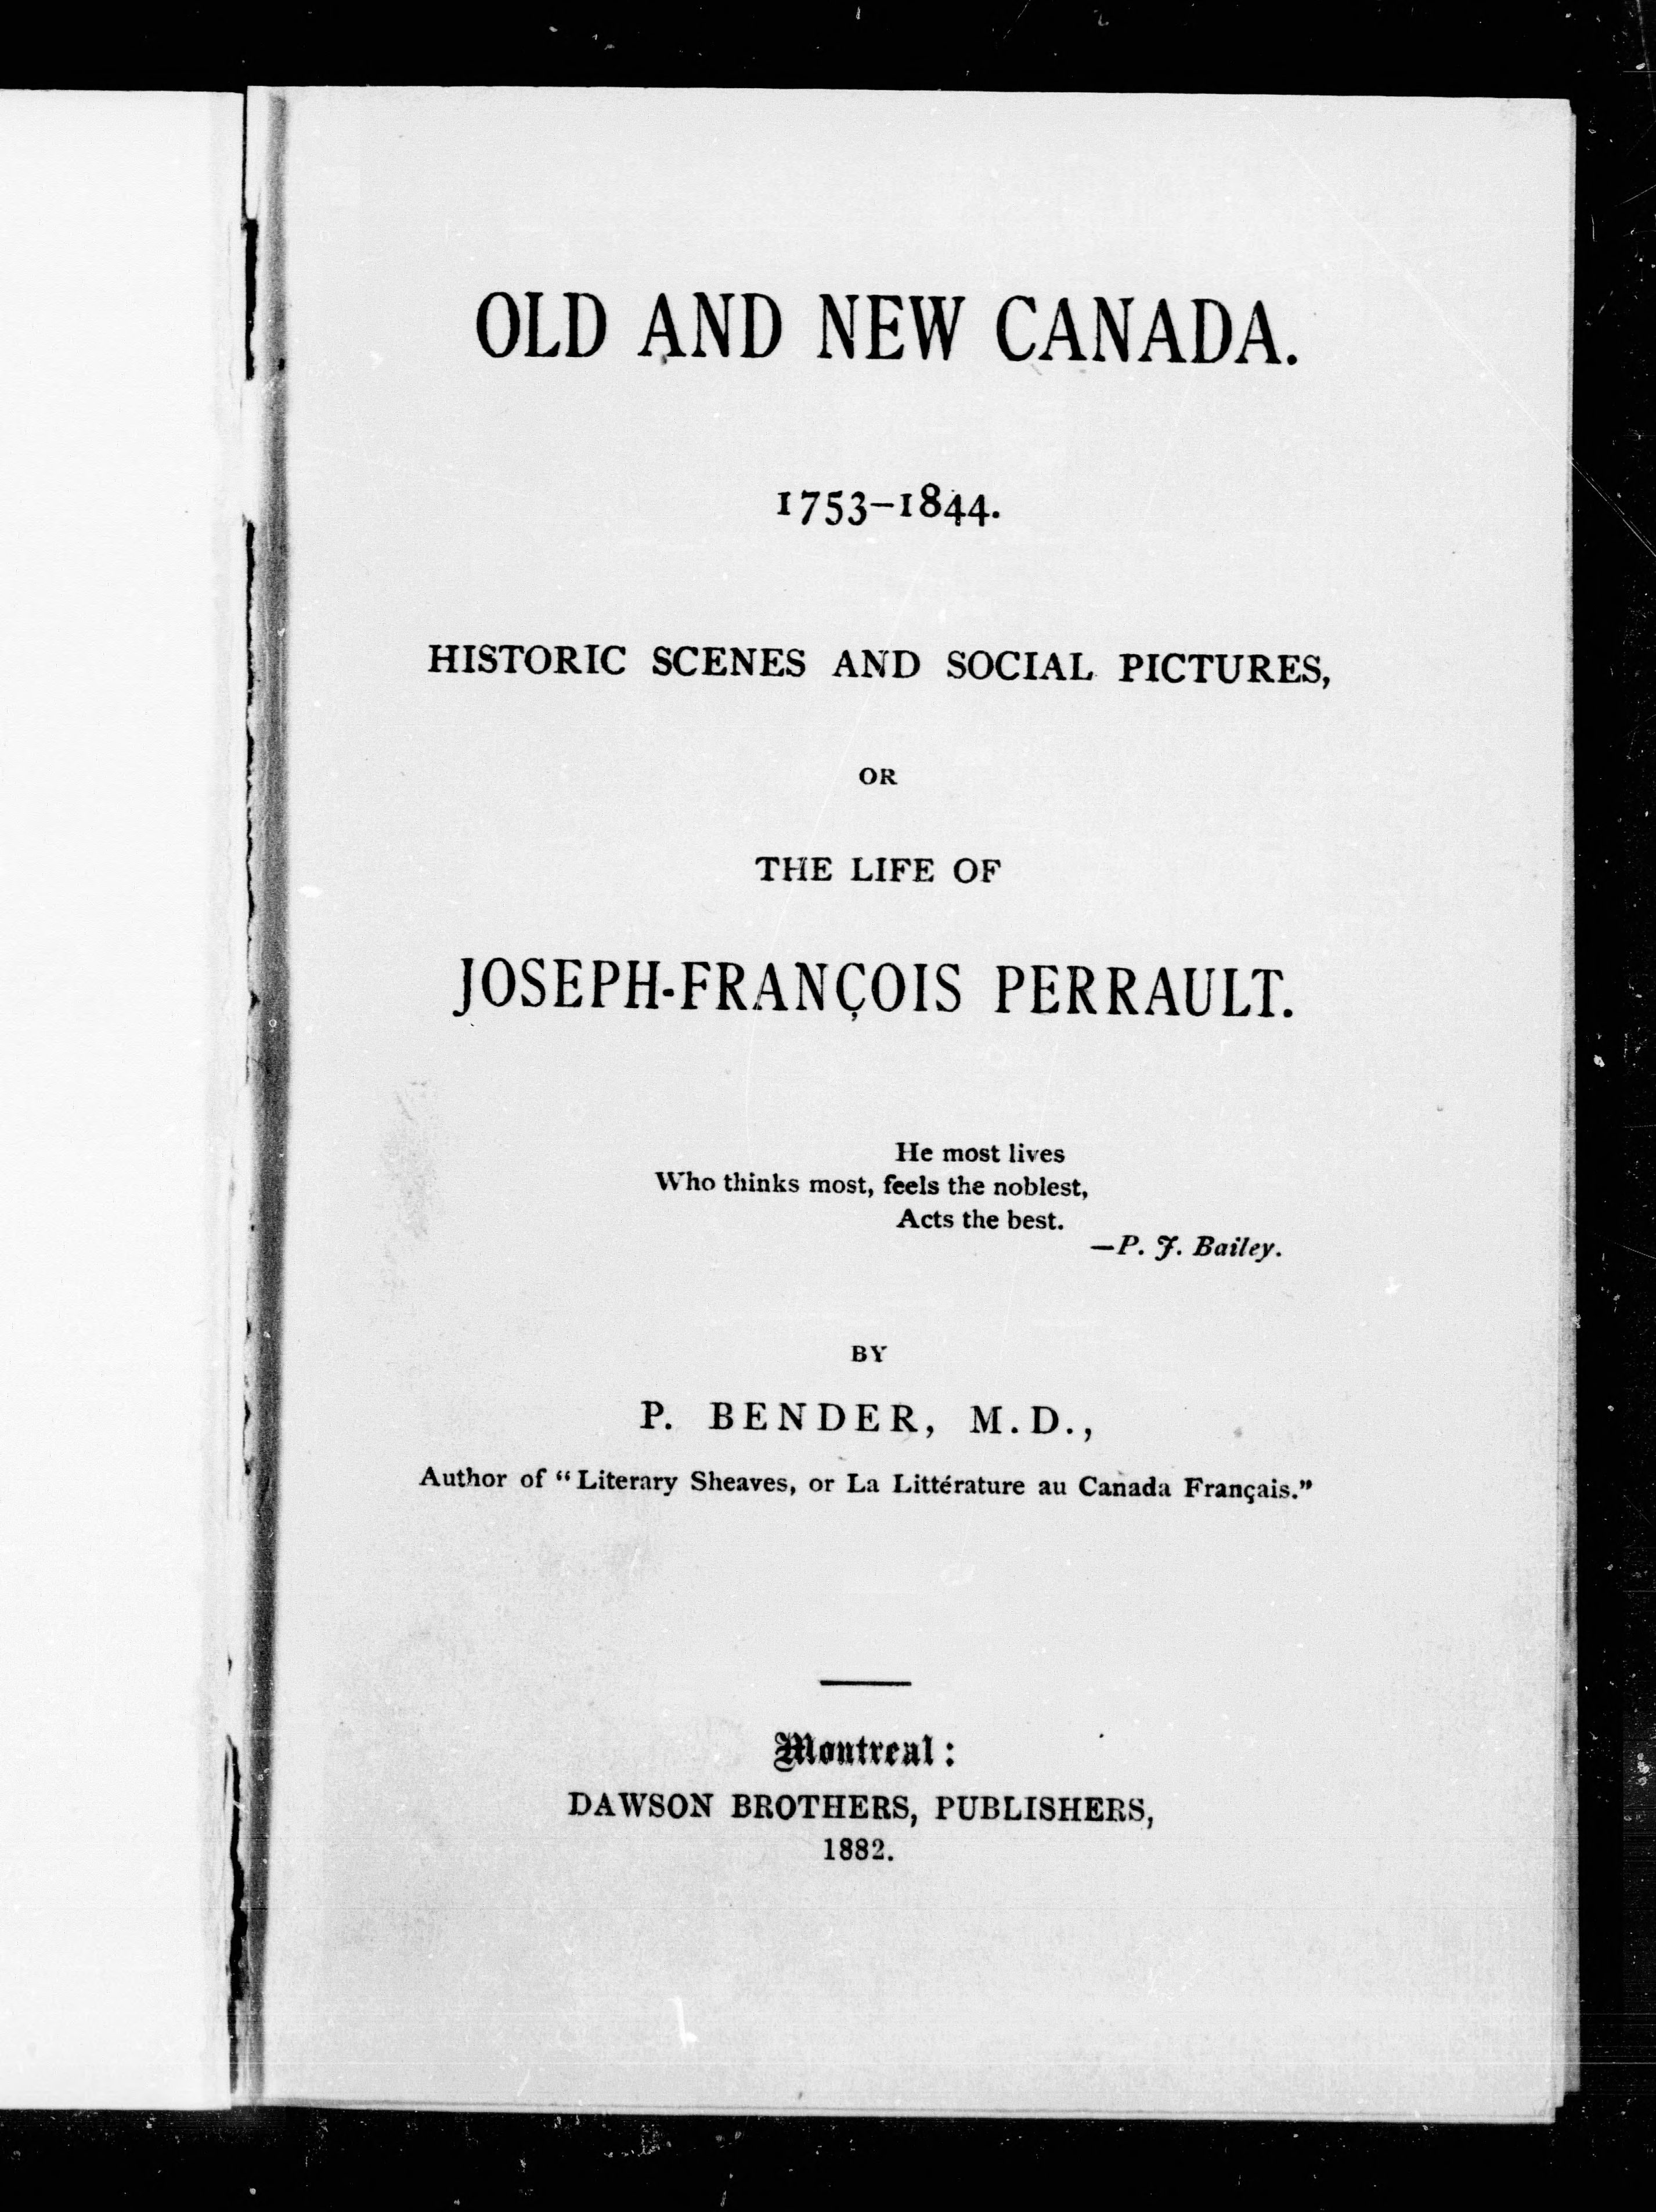 OLD AND NEW CANADA.
1753–1844.
HISTORIC SCENES AND SOCIAL PICTURES,
OR
THE LIFE OF
JOSEPH-FRANÇOIS PERRAULT.
He most lives
Who thinks most, feels the noblest,
Acts the best.
—P. J. Bailey.
BY
P. BENDER, M.D.,
Author of “Literary Sheaves, or La Littérature au Canada Français.”
Montreal:
DAWSON BROTHERS, PUBLISHERS,
1882.